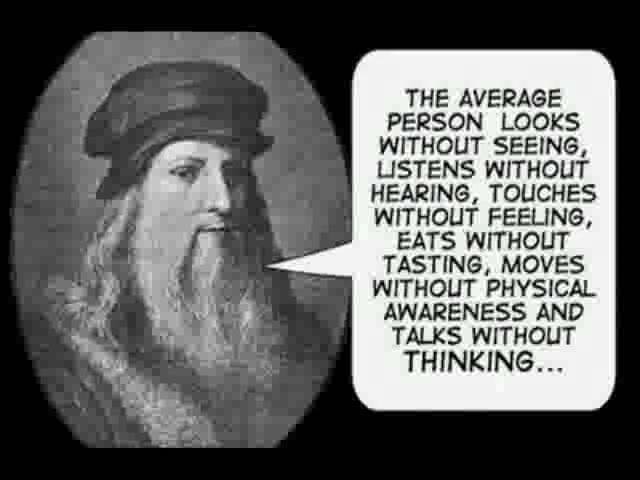 THE AVERAGE
PERSON LOOKS
WITHOUT SEEING,
LISTENS WITHOUT
HEARING, TOUCHES
WITHOUT FEELING,
EATS WITHOUT
TASTING, MOVES
WITHOUT PHYSICAL
AWARENESS AND
TALKS WITHOUT
THINKING...